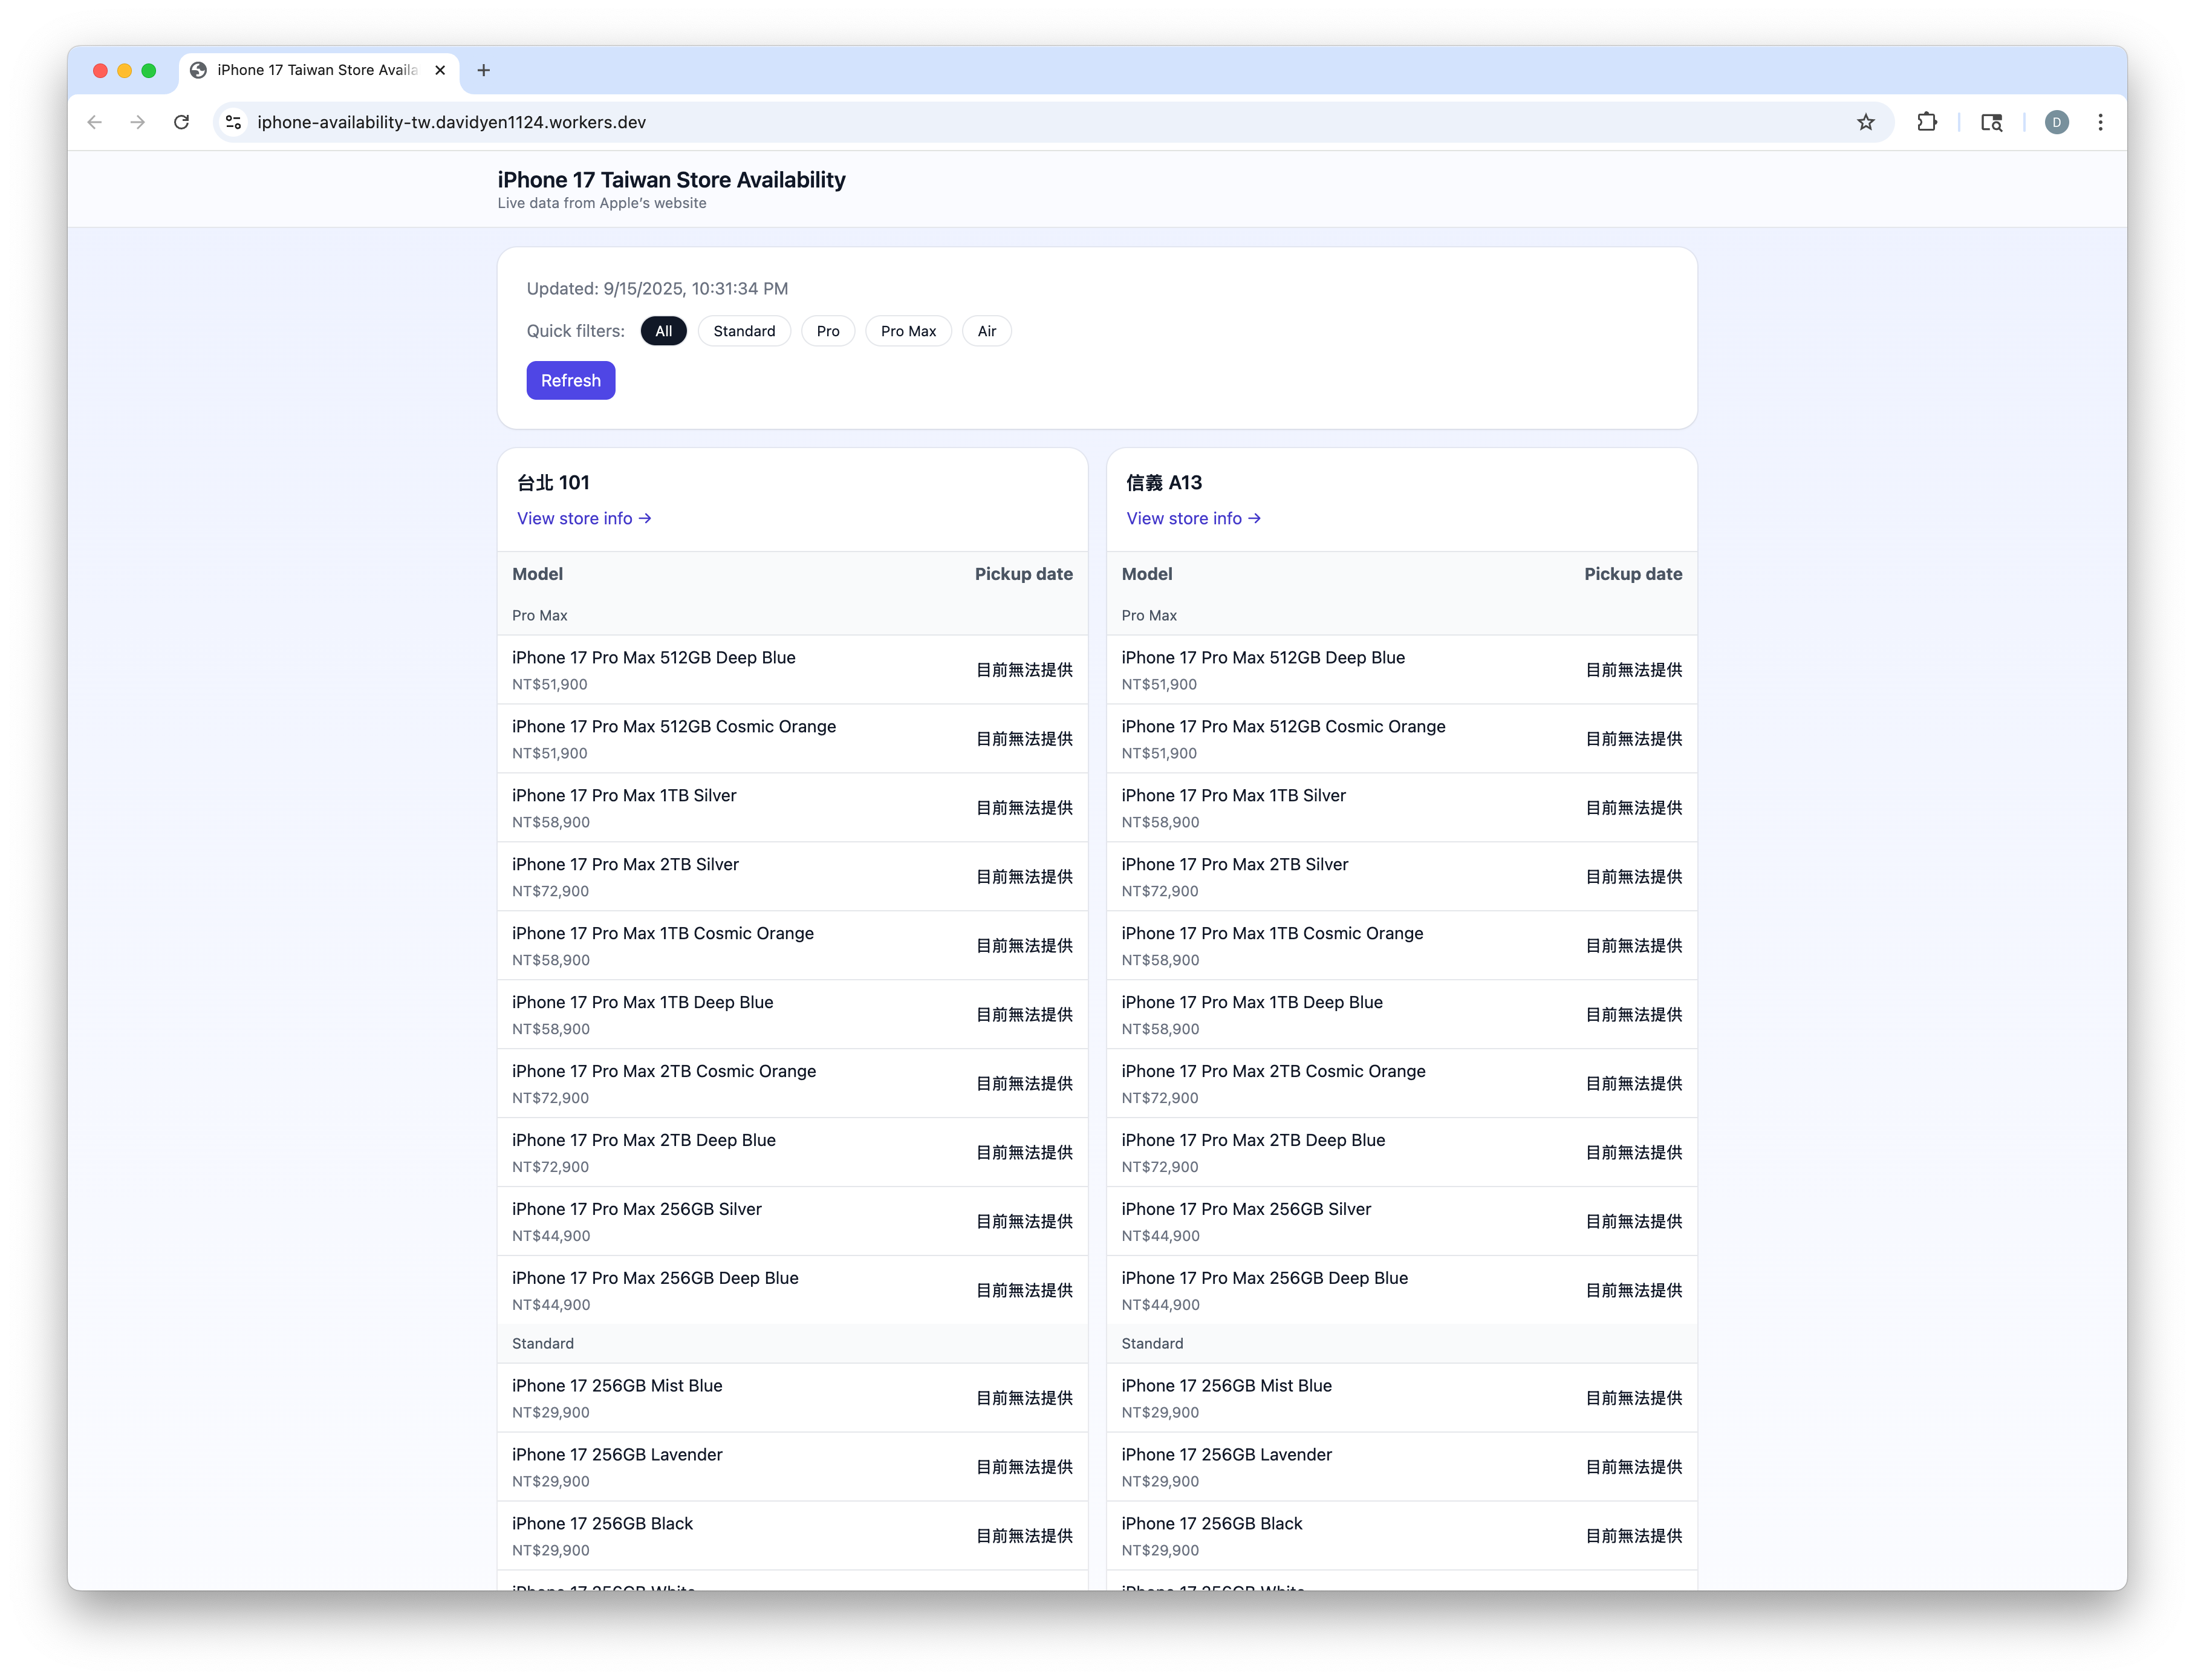 iPhone 17 Taiwan Store Availa
iphone-availability-tw.davidyen1124.workers.dev
D
iPhone 17 Taiwan Store Availability
Live data from Apple's website
Updated: 9/15/2025, 10:31:34 PM
Quick filters: All Standard Pro Pro Max Air
Refresh
台北 101
View store info →
Model Pickup date
Pro Max
iPhone 17 Pro Max 512GB Deep Blue
NT$51,900
目前無法提供
iPhone 17 Pro Max 512GB Cosmic Orange
NT$51,900
目前無法提供
iPhone 17 Pro Max 1TB Silver
NT$58,900
目前無法提供
iPhone 17 Pro Max 2TB Silver
NT$72,900
目前無法提供
iPhone 17 Pro Max 1TB Cosmic Orange
NT$58,900
目前無法提供
iPhone 17 Pro Max 1TB Deep Blue
NT$58,900
目前無法提供
iPhone 17 Pro Max 2TB Cosmic Orange
NT$72,900
目前無法提供
iPhone 17 Pro Max 2TB Deep Blue
NT$72,900
目前無法提供
iPhone 17 Pro Max 256GB Silver
NT$44,900
目前無法提供
iPhone 17 Pro Max 256GB Deep Blue
NT$44,900
目前無法提供
Standard
iPhone 17 256GB Mist Blue
NT$29,900
目前無法提供
iPhone 17 256GB Lavender
NT$29,900
目前無法提供
iPhone 17 256GB Black
NT$29,900
目前無法提供
iPhone 17 256GB White
信義 A13
View store info →
Model Pickup date
Pro Max
iPhone 17 Pro Max 512GB Deep Blue
NT$51,900
目前無法提供
iPhone 17 Pro Max 512GB Cosmic Orange
NT$51,900
目前無法提供
iPhone 17 Pro Max 1TB Silver
NT$58,900
目前無法提供
iPhone 17 Pro Max 2TB Silver
NT$72,900
目前無法提供
iPhone 17 Pro Max 1TB Cosmic Orange
NT$58,900
目前無法提供
iPhone 17 Pro Max 1TB Deep Blue
NT$58,900
目前無法提供
iPhone 17 Pro Max 2TB Cosmic Orange
NT$72,900
目前無法提供
iPhone 17 Pro Max 2TB Deep Blue
NT$72,900
目前無法提供
iPhone 17 Pro Max 256GB Silver
NT$44,900
目前無法提供
iPhone 17 Pro Max 256GB Deep Blue
NT$44,900
目前無法提供
Standard
iPhone 17 256GB Mist Blue
NT$29,900
目前無法提供
iPhone 17 256GB Lavender
NT$29,900
目前無法提供
iPhone 17 256GB Black
NT$29,900
目前無法提供
iPhone 17 256GB White